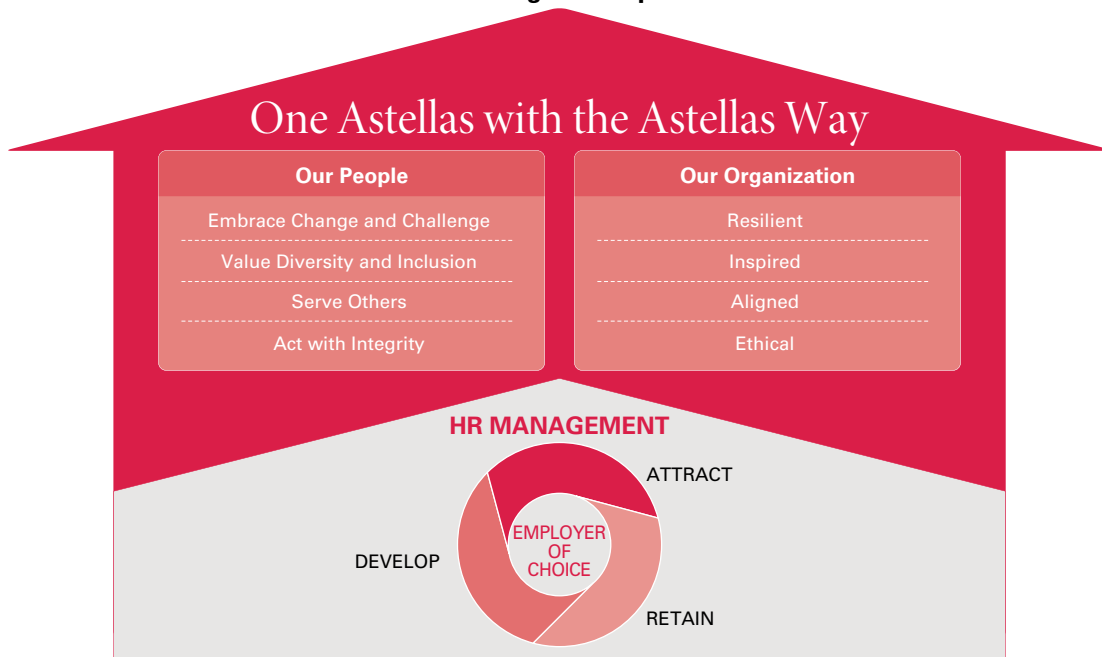 One Astellas with the Astellas Way
Our People
Embrace Change and Challenge
Value Diversity and Inclusion
Serve Others
Act with Integrity
Our Organization
Resilient
Inspired
Aligned
Ethical
HR MANAGEMENT
ATTRACT
EMPLOYER
OF
CHOICE
DEVELOP
RETAIN